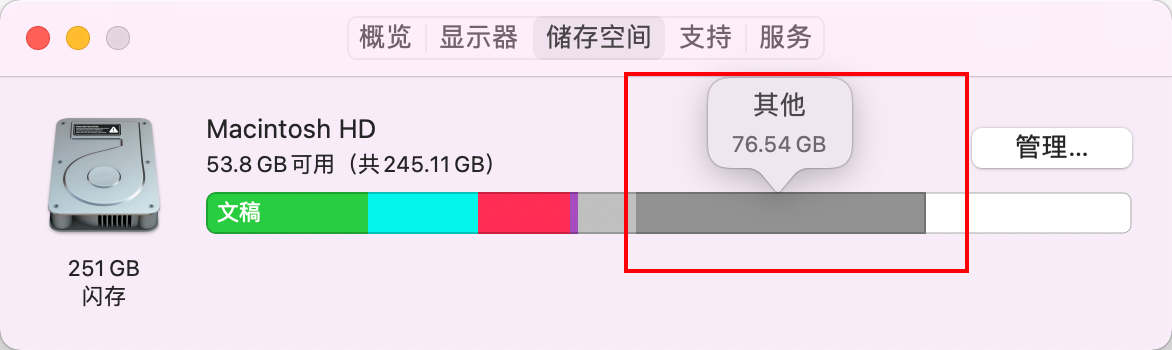 概览 显示器 储存空间 支持 服务
其他
76.54 GB
Macintosh HD
53.8 GB 可用（共 245.11 GB）
管理...
文稿
251 GB
闪存